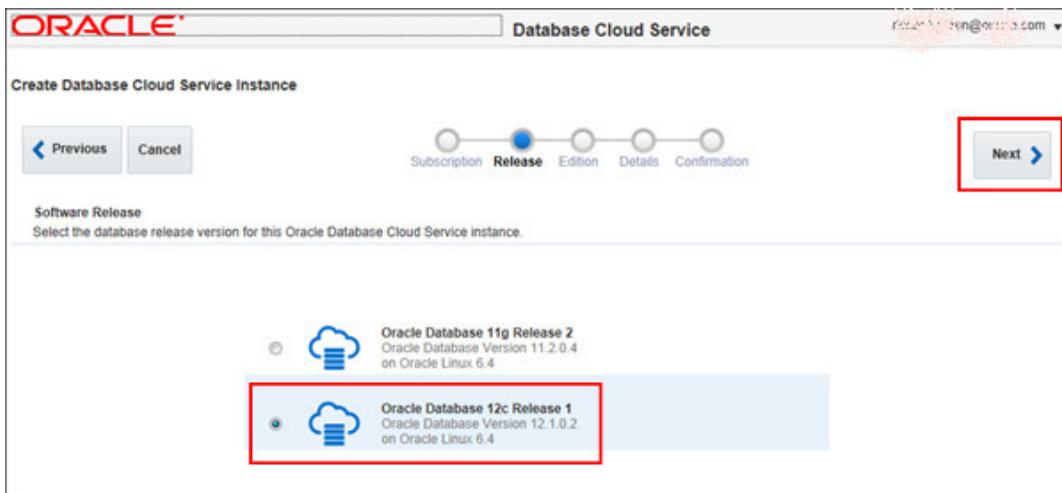 ORACLE
Database Cloud Service
Create Database Cloud Service Instance
Previous
Cancel
Subscription Release Edition Details Confirmation
Next
Software Release
Select the database release version for this Oracle Database Cloud Service instance.
Oracle Database 11g Release 2
Oracle Database Version 11.2.0.4
on Oracle Linux 6.4
Oracle Database 12c Release 1
Oracle Database Version 12.1.0.2
on Oracle Linux 6.4